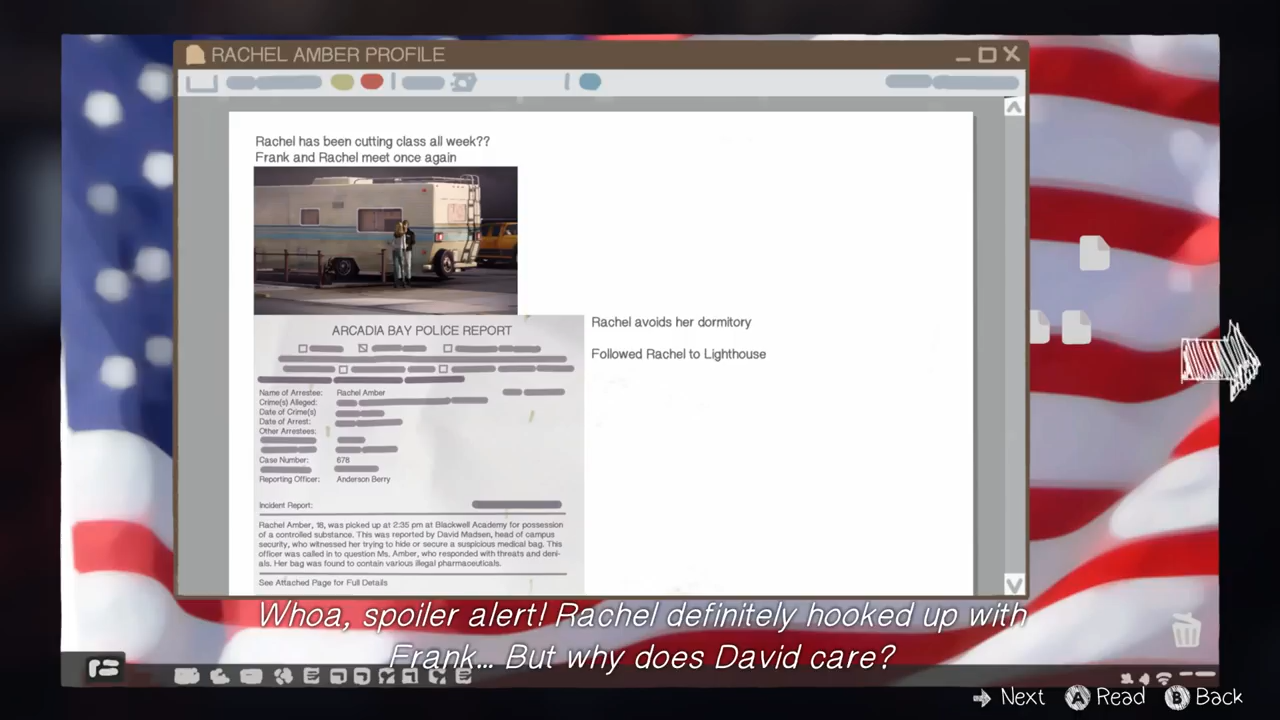 RACHEL AMBER PROFILE
Rachel has been cutting class all week??
Frank and Rachel meet once again
Rachel avoids her dormitory
Followed Rachel to Lighthouse
ARCADIA BAY POLICE REPORT
Name of Arrestee: Rachel Amber
Crime(s) Alleged:
Date of Crime(s)
Date of Arrest:
Other Arrestees:
Case Number: 678
Reporting Officer: Anderson Berry
Incident Report:
Rachel Amber, 18, was picked up at 2:35 pm at Blackwell Academy for possession
of a controlled substance. This was reported by David Madsen, head of campus
security, who witnessed her trying to hide or secure a suspicious medical bag. This
officer was called in to question Ms. Amber, who responded with threats and deni-
als. Her bag was found to contain various illegal pharmaceuticals.
See Attached Page for Full Details
Whoa, spoiler alert! Rachel definitely hooked up with
Frank... But why does David care?
Next A Read B Back